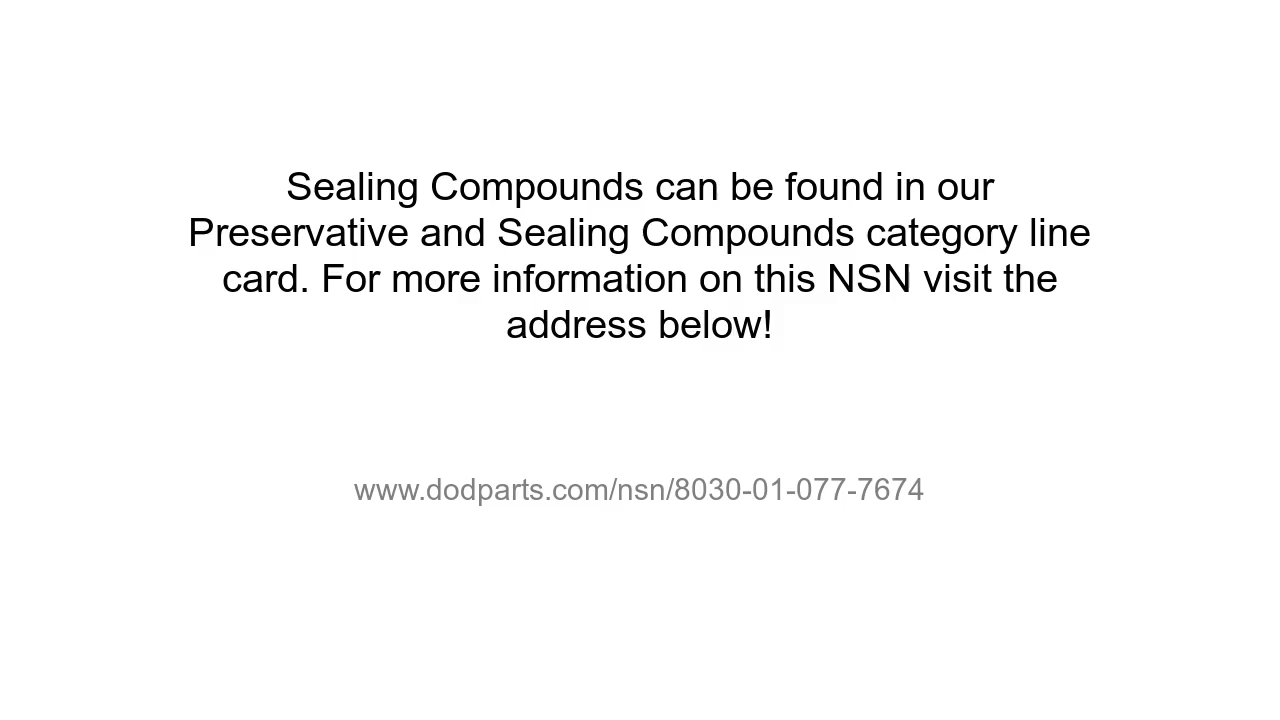 Sealing Compounds can be found in our
Preservative and Sealing Compounds category line
card. For more information on this NSN visit the
address below!
www.dodparts.com/nsn/8030-01-077-7674